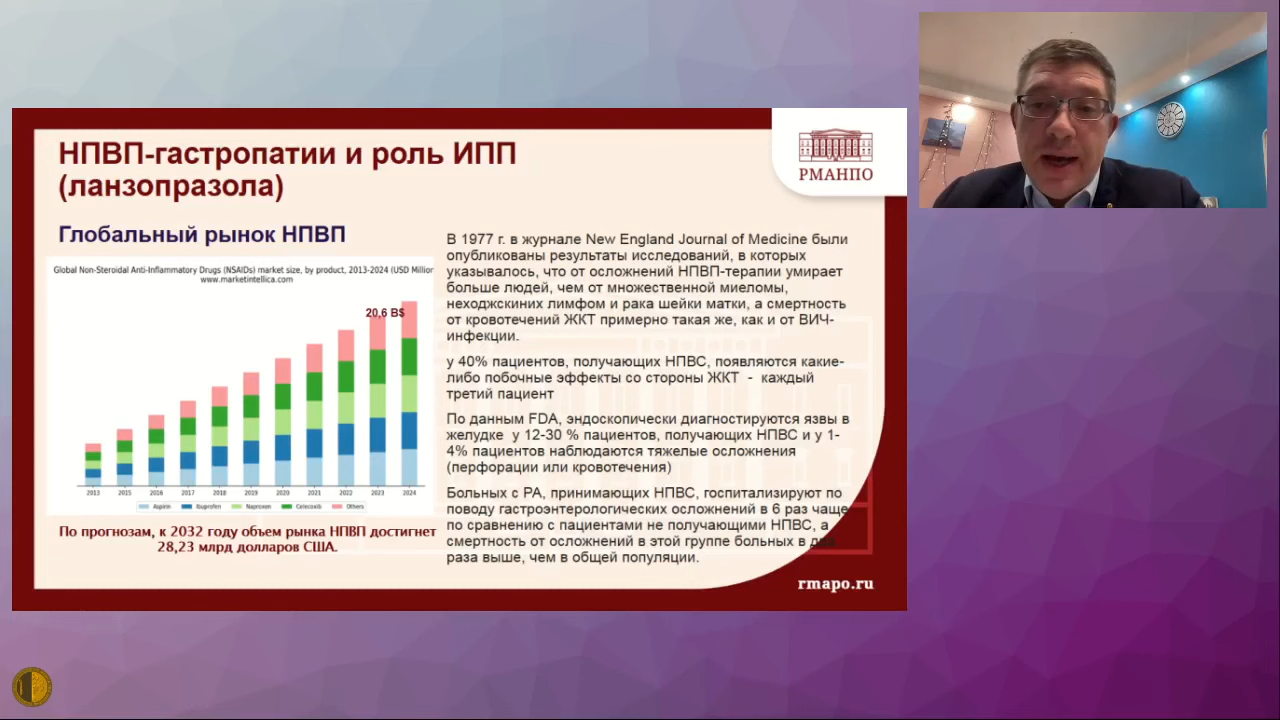 НПВП-гастропатии и роль ИПП
(ланзопразола)
РМАНПО
Глобальный рынок НПВП
Global Non-Steroidal Anti-Inflammatory Drugs (NSAIDs) market size, by product, 2013-2024 (USD Million
www.marketintellica.com
20,6 B$
2013 2015 2016 2017 2018 2019 2020 2021 2022 2023 2024
Aspirin Ibuprofen Naproxen Celecoxib Others
По прогнозам, к 2032 году объем рынка НПВП достигнет
28,23 млрд долларов США.
В 1977 г. в журнале New England Journal of Medicine были
опубликованы результаты исследований, в которых
указывалось, что от осложнений НПВП-терапии умирает
больше людей, чем от множественной миеломы,
неходжскиних лимфом и рака шейки матки, а смертность
от кровотечений ЖКТ примерно такая же, как и от ВИЧ-
инфекции.
у 40% пациентов, получающих НПВС, появляются какие-
либо побочные эффекты со стороны ЖКТ - каждый
третий пациент
По данным FDA, эндоскопически диагностируются язвы в
желудке у 12-30 % пациентов, получающих НПВС и у 1-
4% пациентов наблюдаются тяжелые осложнения
(перфорации или кровотечения)
Больных с РА, принимающих НПВС, госпитализируют по
поводу гастроэнтерологических осложнений в 6 раз чаще
по сравнению с пациентами не получающими НПВС, а
смертность от осложнений в этой группе больных в два
раза выше, чем в общей популяции.
rmapo.ru